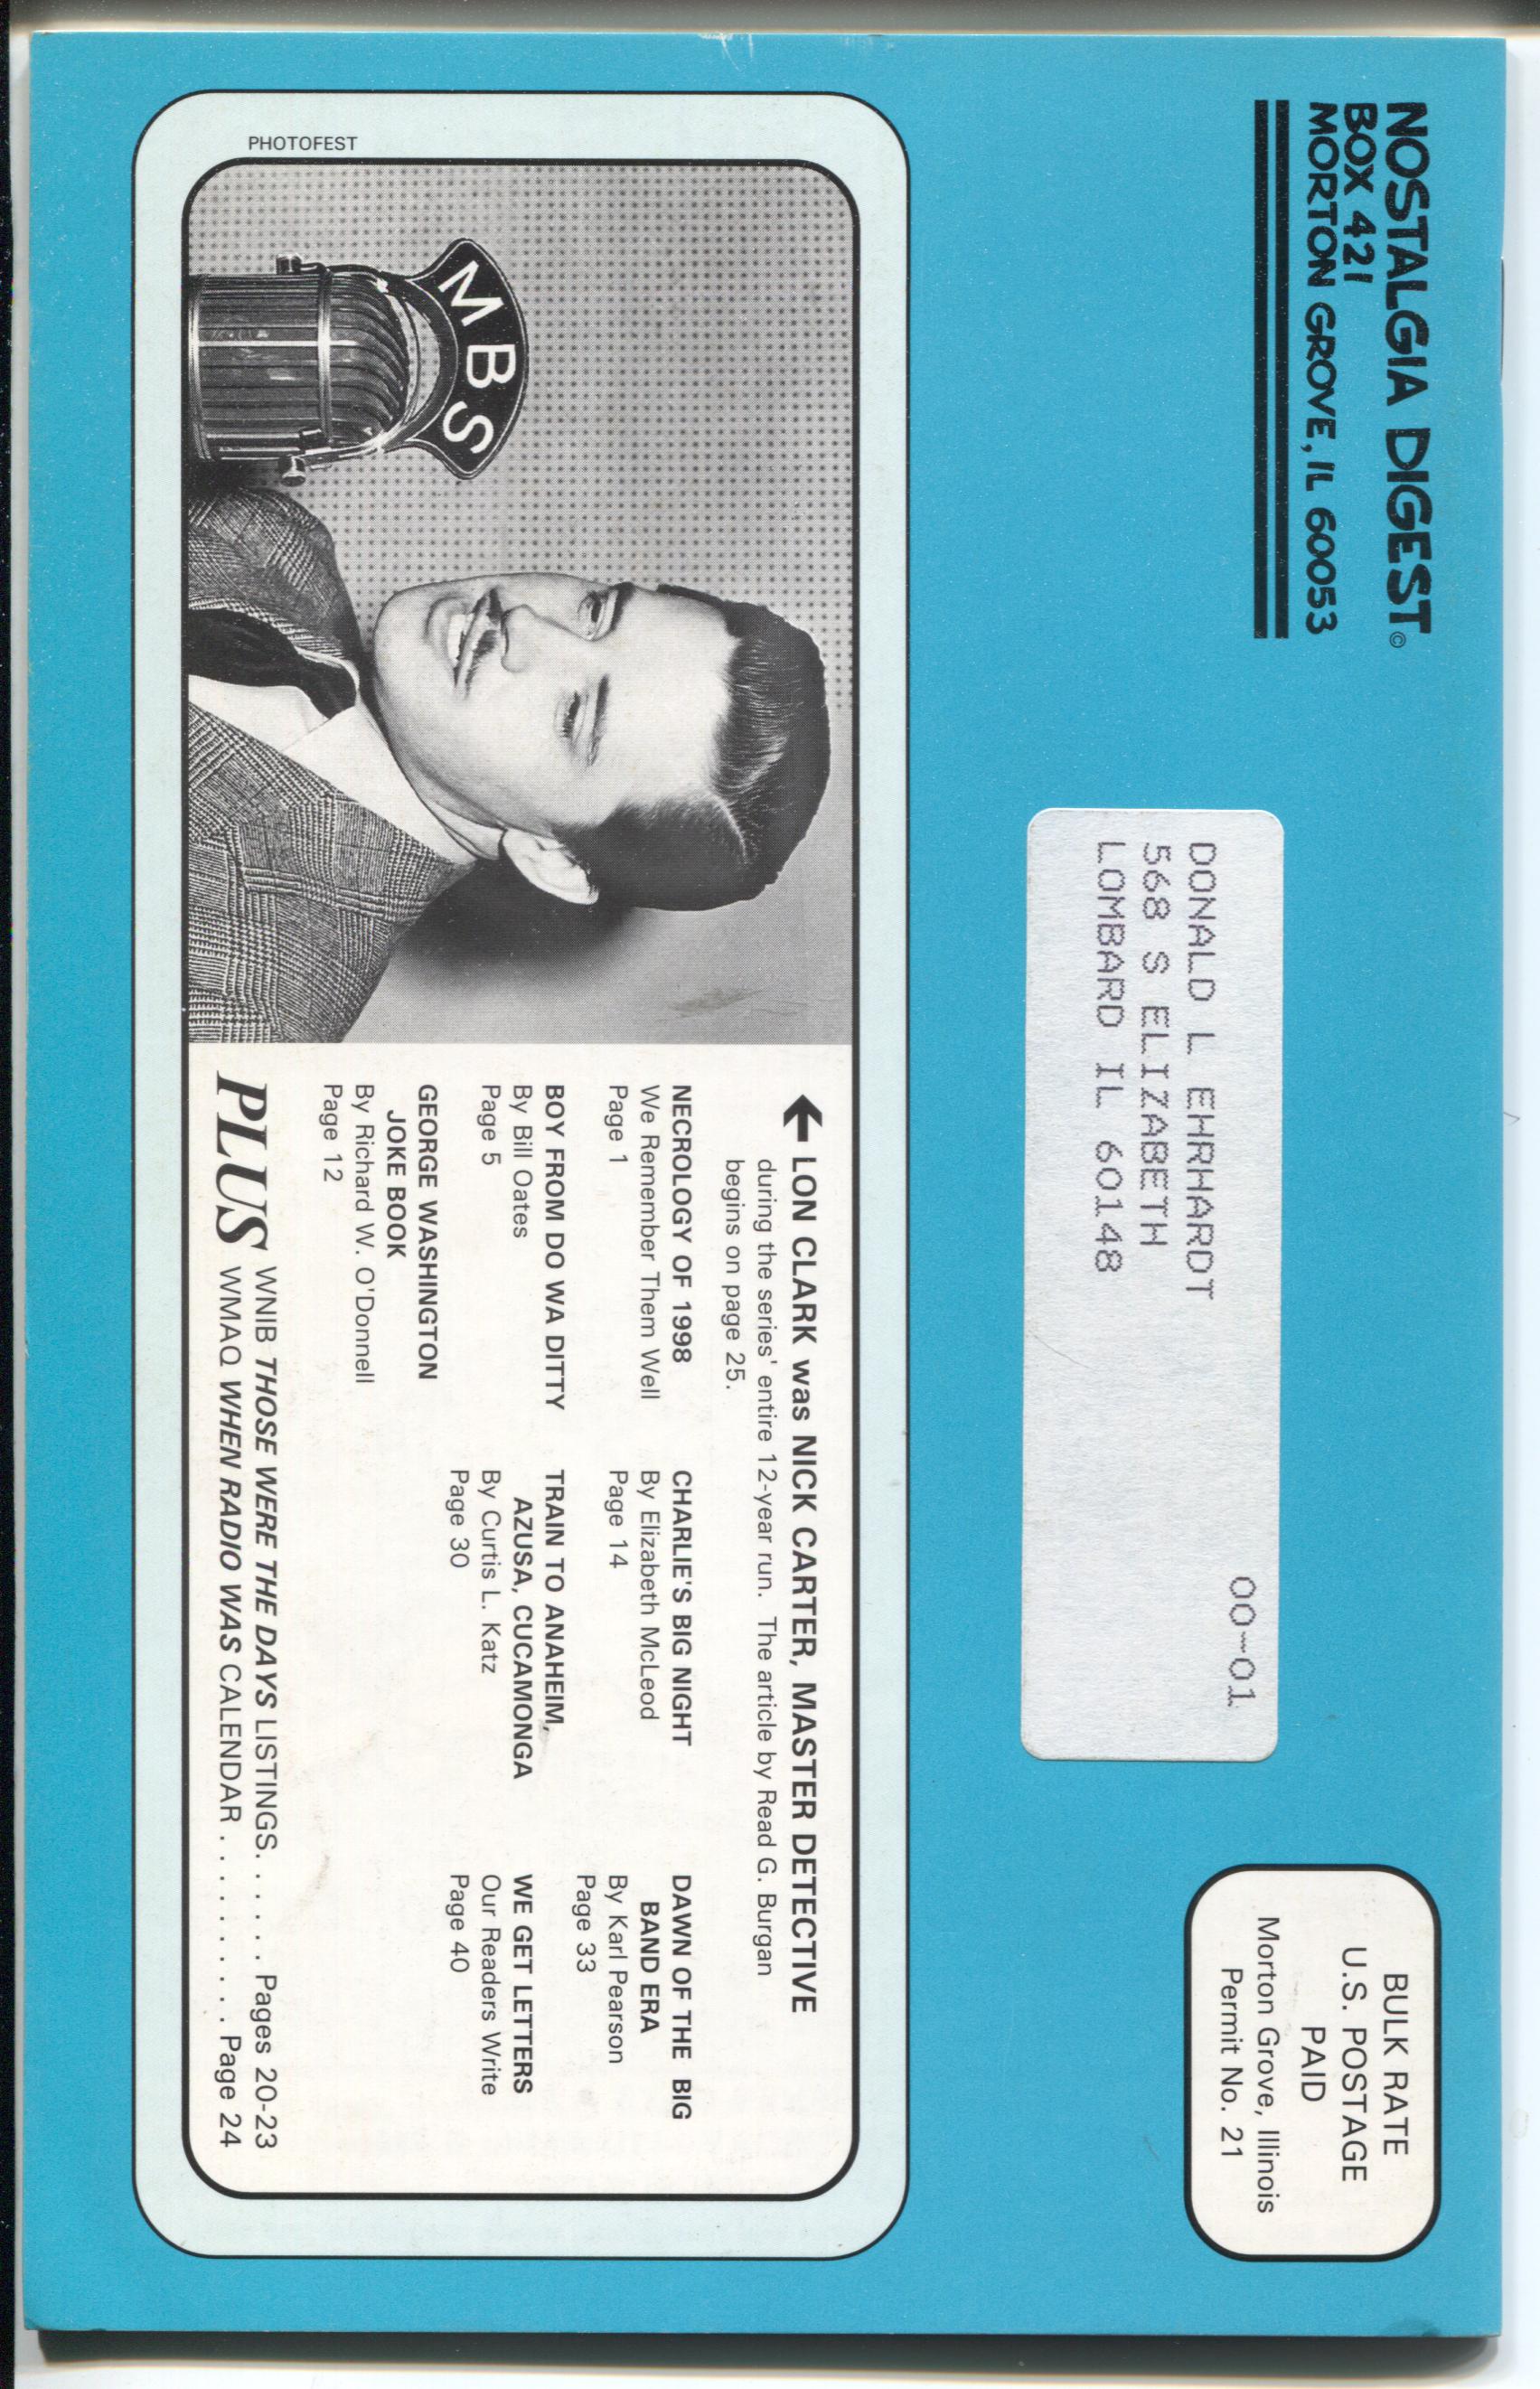 NOSTALGIA DIGEST©
BOX 421
MORTON GROVE, IL 60053
BULK RATE
U.S. POSTAGE
PAID
Morton Grove, Illinois
Permit No. 21
00-01
DONALD L EHRHARDT
568 S ELIZABETH
LOMBARD IL 60148
PHOTOFEST
MBS
← LON CLARK was NICK CARTER, MASTER DETECTIVE
during the series' entire 12-year run. The article by Read G. Burgan
begins on page 25.
NECROLOGY OF 1998
We Remember Them Well
Page 1
BOY FROM DO WA DITTY
By Bill Oates
Page 5
GEORGE WASHINGTON
JOKE BOOK
By Richard W. O'Donnell
Page 12
CHARLIE'S BIG NIGHT
By Elizabeth McLeod
Page 14
TRAIN TO ANAHEIM,
AZUSA, CUCAMONGA
By Curtis L. Katz
Page 30
DAWN OF THE BIG
BAND ERA
By Karl Pearson
Page 33
WE GET LETTERS
Our Readers Write
Page 40
PLUS
WNIB THOSE WERE THE DAYS LISTINGS. . . . . . Pages 20-23
WMAQ WHEN RADIO WAS CALENDAR . . . . . . . . . Page 24